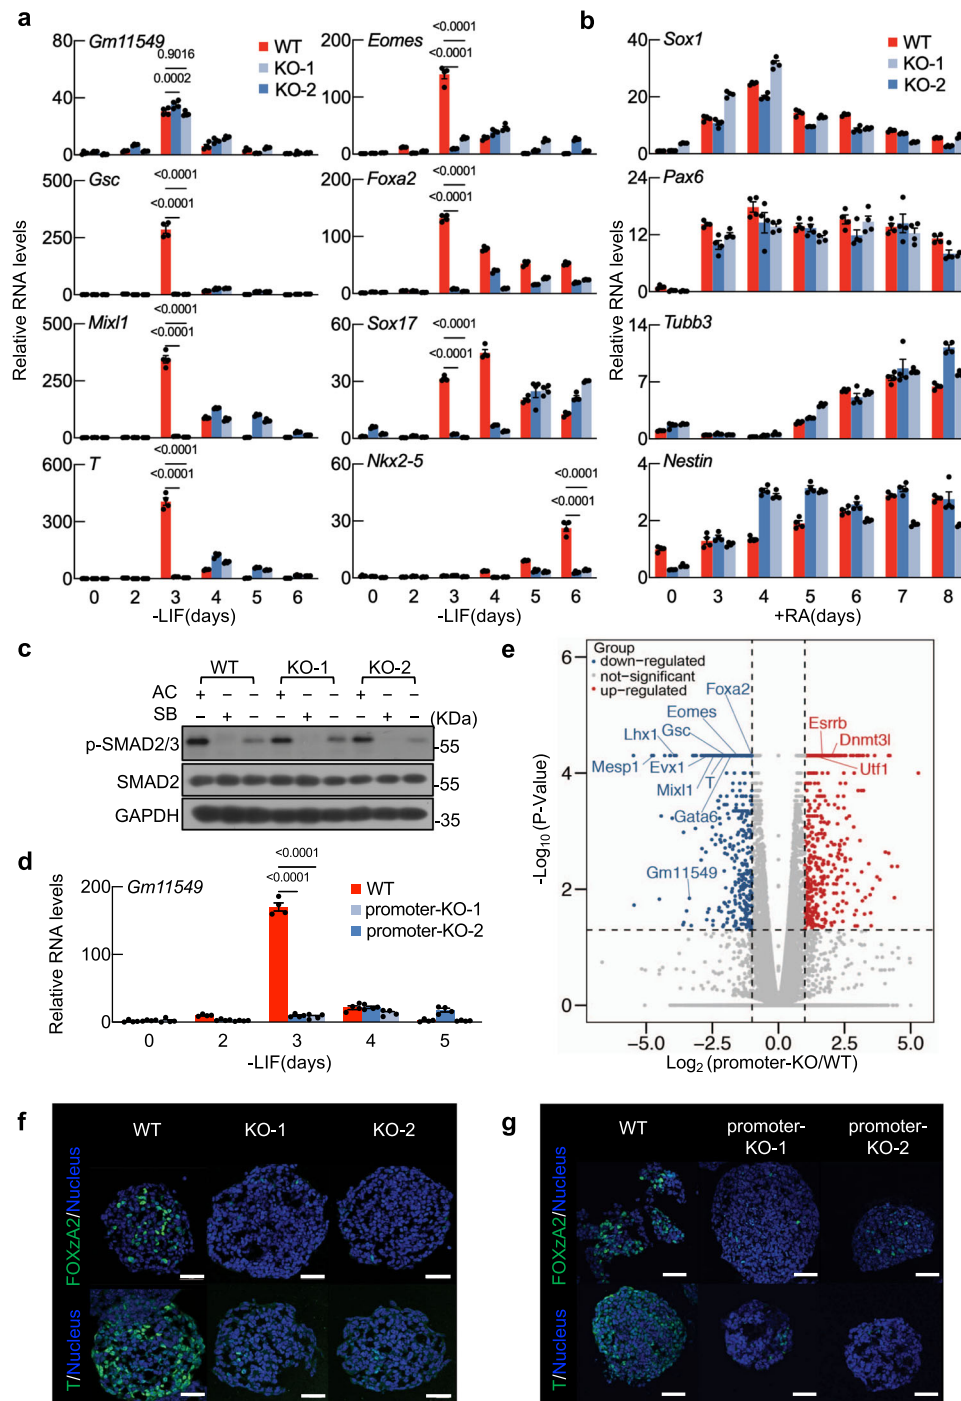 a
Gm11549
80
40
0
0.9016
0.0002
WT
KO-1
KO-2
Eomes
200
100
0
<0.0001
<0.0001
Gsc
500
250
0
<0.0001
<0.0001
Foxa2
200
100
0
<0.0001
<0.0001
Mixl1
500
250
0
<0.0001
<0.0001
Sox17
60
30
0
<0.0001
<0.0001
T
600
300
0
<0.0001
<0.0001
Nkx2-5
60
30
0
<0.0001
<0.0001
Relative RNA levels
0 2 3 4 5 6
-LIF(days)
0 2 3 4 5 6
-LIF(days)
b
Sox1
40
20
0
WT
KO-1
KO-2
Pax6
24
12
0
Tubb3
14
7
0
Nestin
4
2
0
Relative RNA levels
0 3 4 5 6 7 8
+RA(days)
c
WT KO-1 KO-2
AC + − − + − − + − −
SB − + − − + − − + − (KDa)
p-SMAD2/3 -55
SMAD2 -55
GAPDH -35
d
Gm11549
200
100
0
<0.0001
<0.0001
WT
promoter-KO-1
promoter-KO-2
Relative RNA levels
0 2 3 4 5
-LIF(days)
e
Group
down-regulated
not-significant
up-regulated
6
4
2
0
-Log10 (P-Value)
Foxa2
Eomes
Gsc
Lhx1
Mesp1
Evx1
T
Mixl1
Gata6
Gm11549
Esrrb
Dnmt3l
Utf1
−5.0 −2.5 0.0 2.5 5.0
Log2 (promoter-KO/WT)
f
WT KO-1 KO-2
FOXzA2/Nucleus
T/Nucleus
g
WT promoter-KO-1 promoter-KO-2
FOXzA2/Nucleus
T/Nucleus